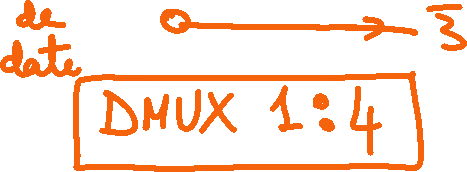 de
date 3̅
DMUX 1:4